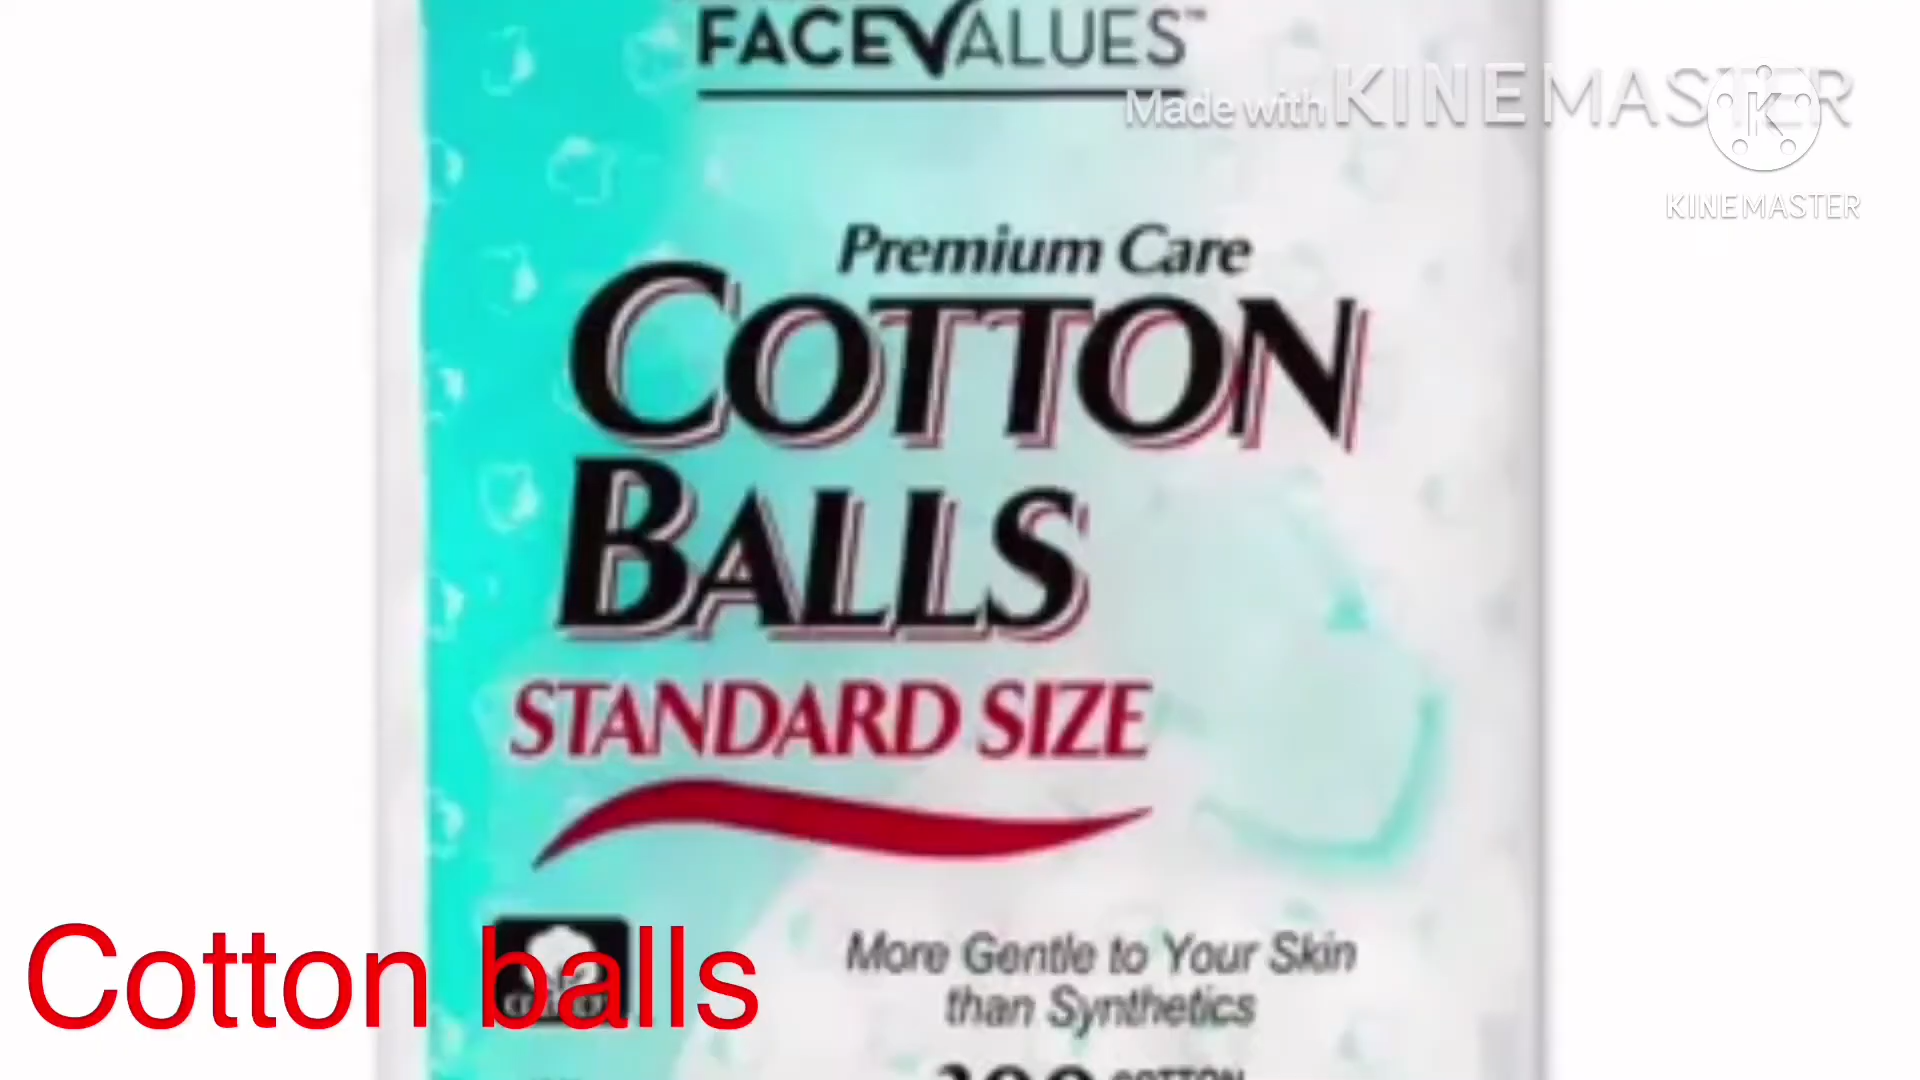 FACEVALUES™
Made with KINEMASTER
KINEMASTER
Premium Care
COTTON
BALLS
STANDARD SIZE
More Gentle to Your Skin
than Synthetics
COTTON
Cotton balls